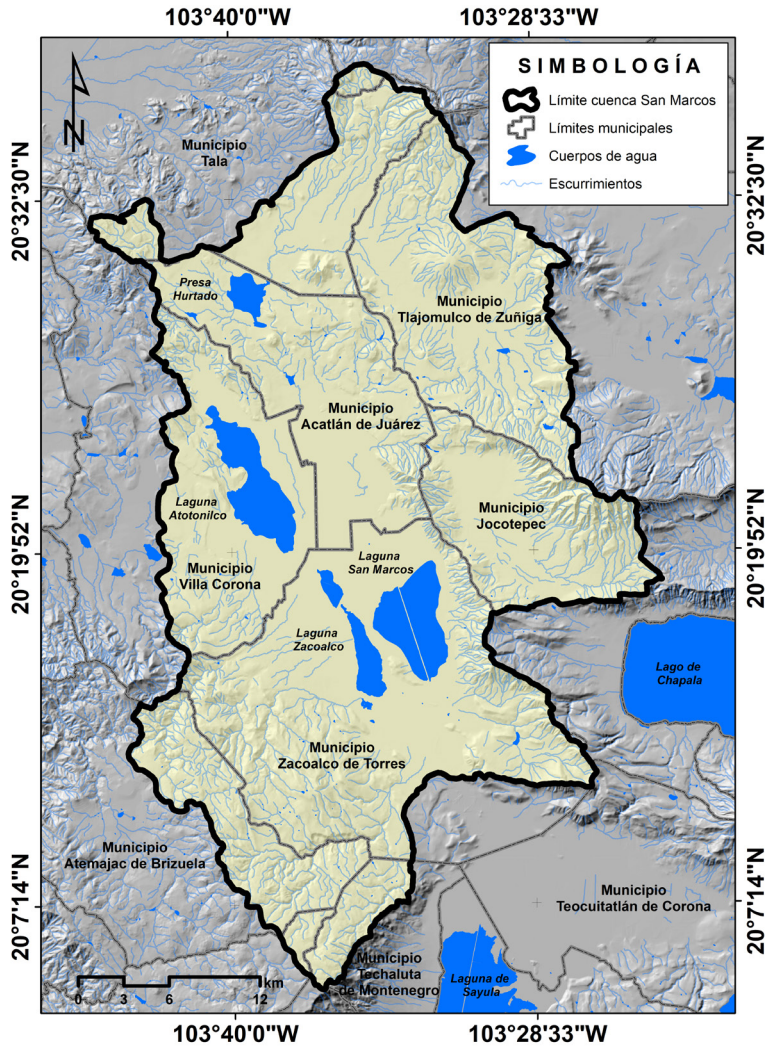 103°40'0"W
103°28'33"W
SIMBOLOGÍA
Límite cuenca San Marcos
Límites municipales
Cuerpos de agua
Escurrimientos
N
Municipio
Tala
20°32'30"N
20°32'30"N
Presa
Hurtado
Municipio
Tlajomulco de Zuñiga
Municipio
Acatlán de Juárez
Laguna
Atotonilco
Municipio
Jocotepec
20°19'52"N
20°19'52"N
Laguna
San Marcos
Municipio
Villa Corona
Laguna
Zacoalco
Lago de
Chapala
Municipio
Zacoalco de Torres
Municipio
Atemajac de Brizuela
20°7'14"N
20°7'14"N
Municipio
Teocuitatlán de Corona
Municipio
Techaluta
de Montenegro
Laguna de
Sayula
km
0 3 6 12
103°40'0"W
103°28'33"W